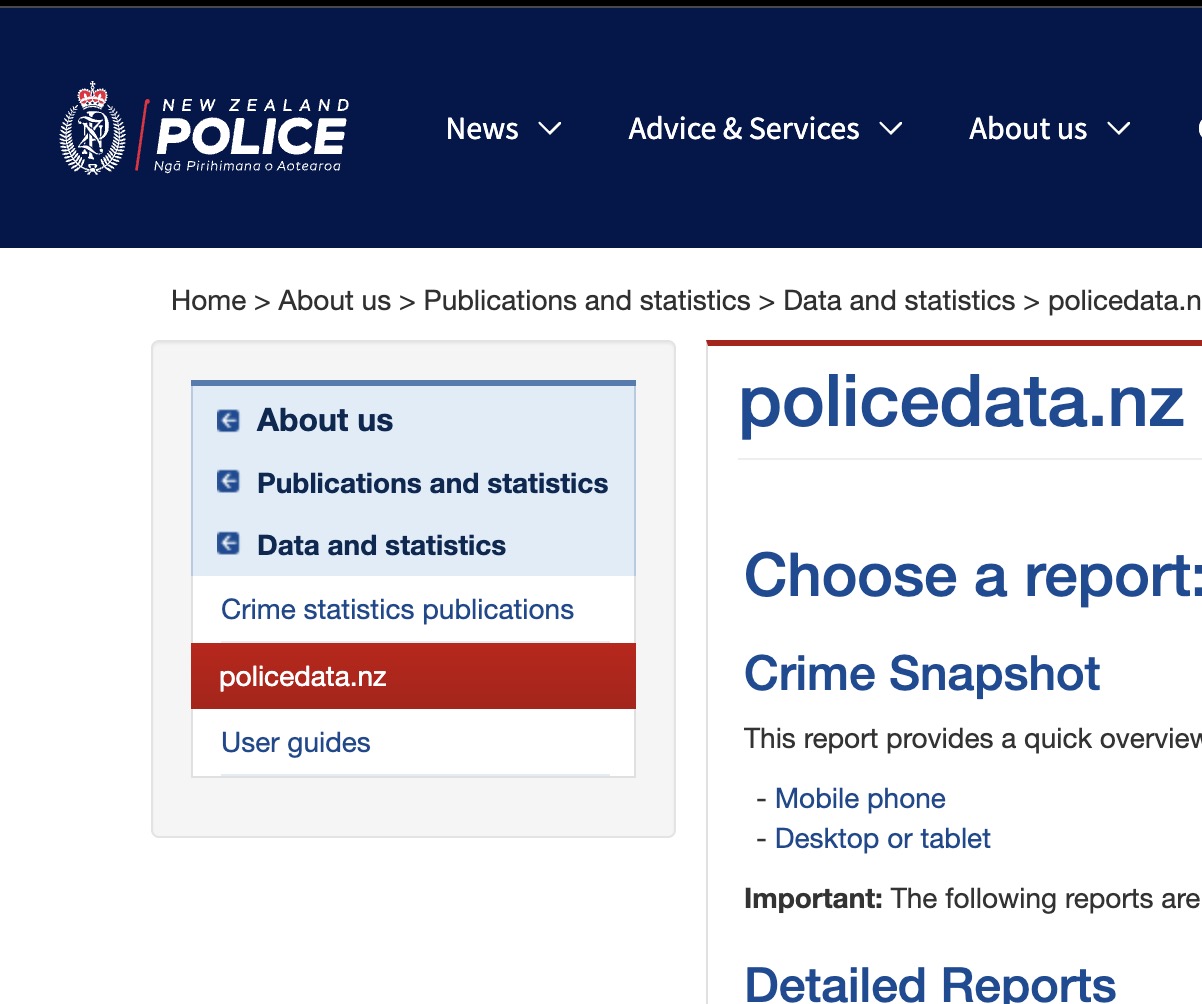 NEW ZEALAND
POLICE
Ngā Pirihimana o Aotearoa
News
Advice & Services
About us
Home > About us > Publications and statistics > Data and statistics > policedata.n
About us
Publications and statistics
Data and statistics
Crime statistics publications
policedata.nz
User guides
policedata.nz
Choose a report:
Crime Snapshot
This report provides a quick overview
- Mobile phone
- Desktop or tablet
Important: The following reports are
Detailed Reports